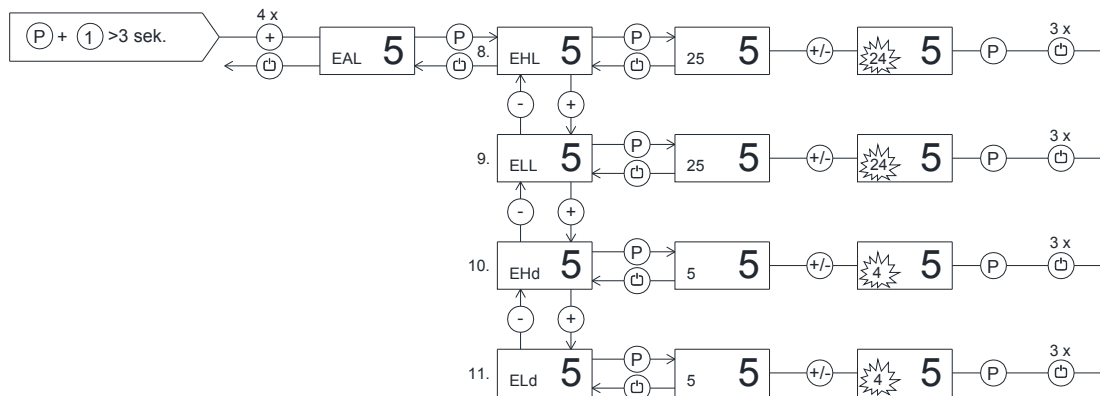 4 x
3 x
P + 1 >3 sek. + EAL 5 P 8. EHL 5 P 25 5 +/- 24 5 P
- +
3 x
9. ELL 5 P 25 5 +/- 24 5 P
- +
3 x
10. EHd 5 P 5 5 +/- 4 5 P
- +
3 x
11. ELd 5 P 5 5 +/- 4 5 P